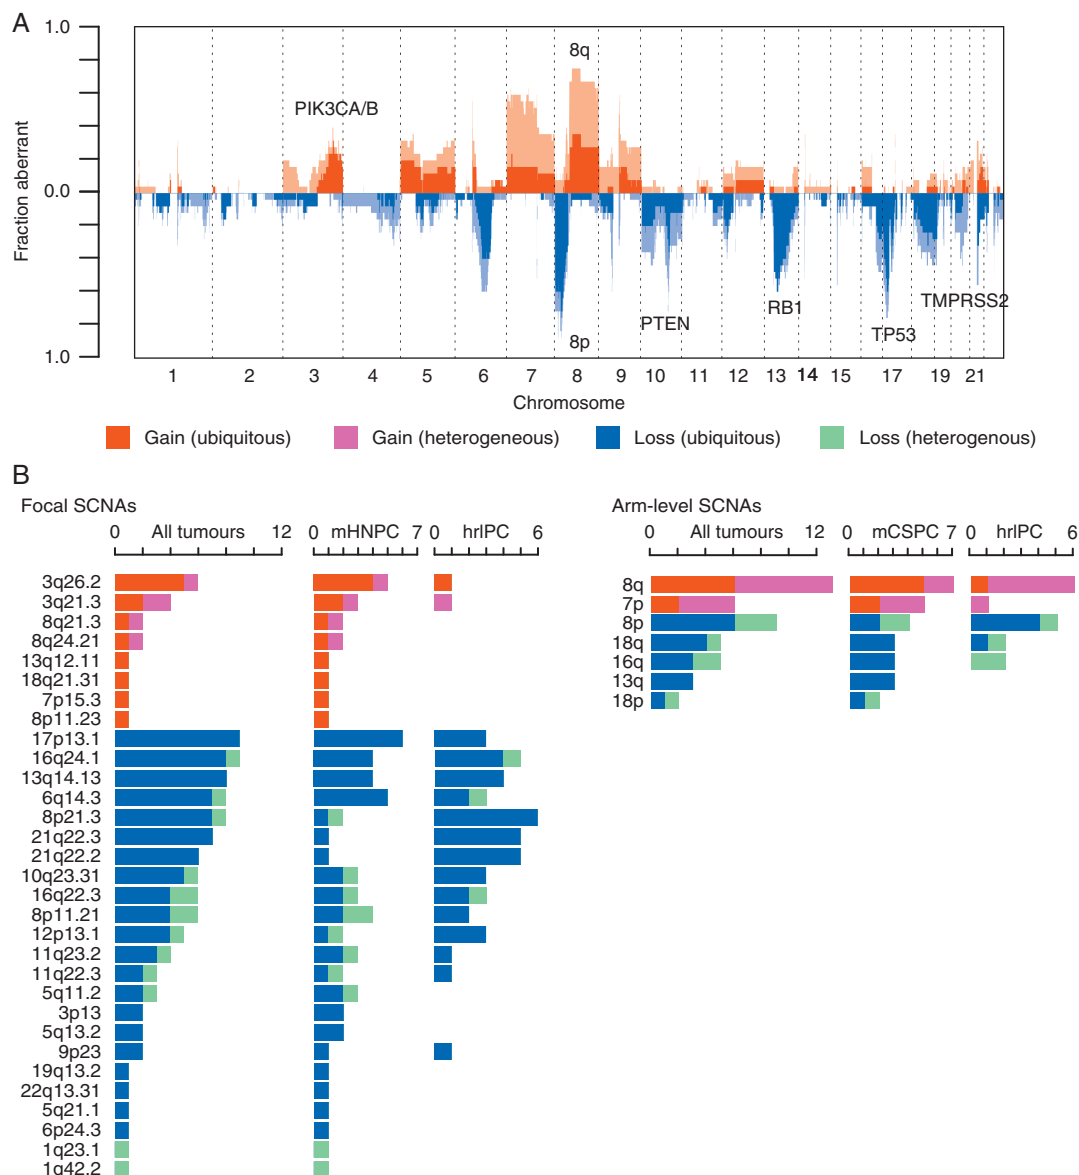 A
1.0
0.0
1.0
Fraction aberrant
PIK3CA/B
8q
8p
PTEN
RB1
TP53
TMPRSS2
1 2 3 4 5 6 7 8 9 10 11 12 13 14 15 17 19 21
Chromosome
Gain (ubiquitous) Gain (heterogeneous) Loss (ubiquitous) Loss (heterogenous)
B
Focal SCNAs
0 All tumours 12
0 mHNPC 7
0 hrlPC 6
3q26.2
3q21.3
8q21.3
8q24.21
13q12.11
18q21.31
7p15.3
8p11.23
17p13.1
16q24.1
13q14.13
6q14.3
8p21.3
21q22.3
21q22.2
10q23.31
16q22.3
8p11.21
12p13.1
11q23.2
11q22.3
5q11.2
3p13
5q13.2
9p23
19q13.2
22q13.31
5q21.1
6p24.3
1q23.1
1q42.2
Arm-level SCNAs
0 All tumours 12
0 mCSPC 7
0 hrlPC 6
8q
7p
8p
18q
16q
13q
18p